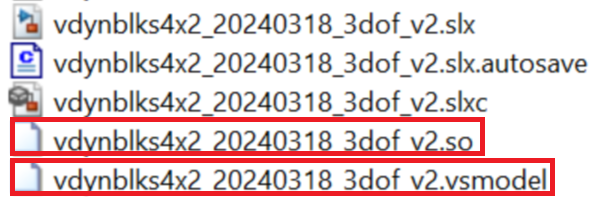 vdynblks4x2_20240318_3dof_v2.slx
vdynblks4x2_20240318_3dof_v2.slx.autosave
vdynblks4x2_20240318_3dof_v2.slxc
vdynblks4x2_20240318_3dof_v2.so
vdynblks4x2_20240318_3dof_v2.vsmodel